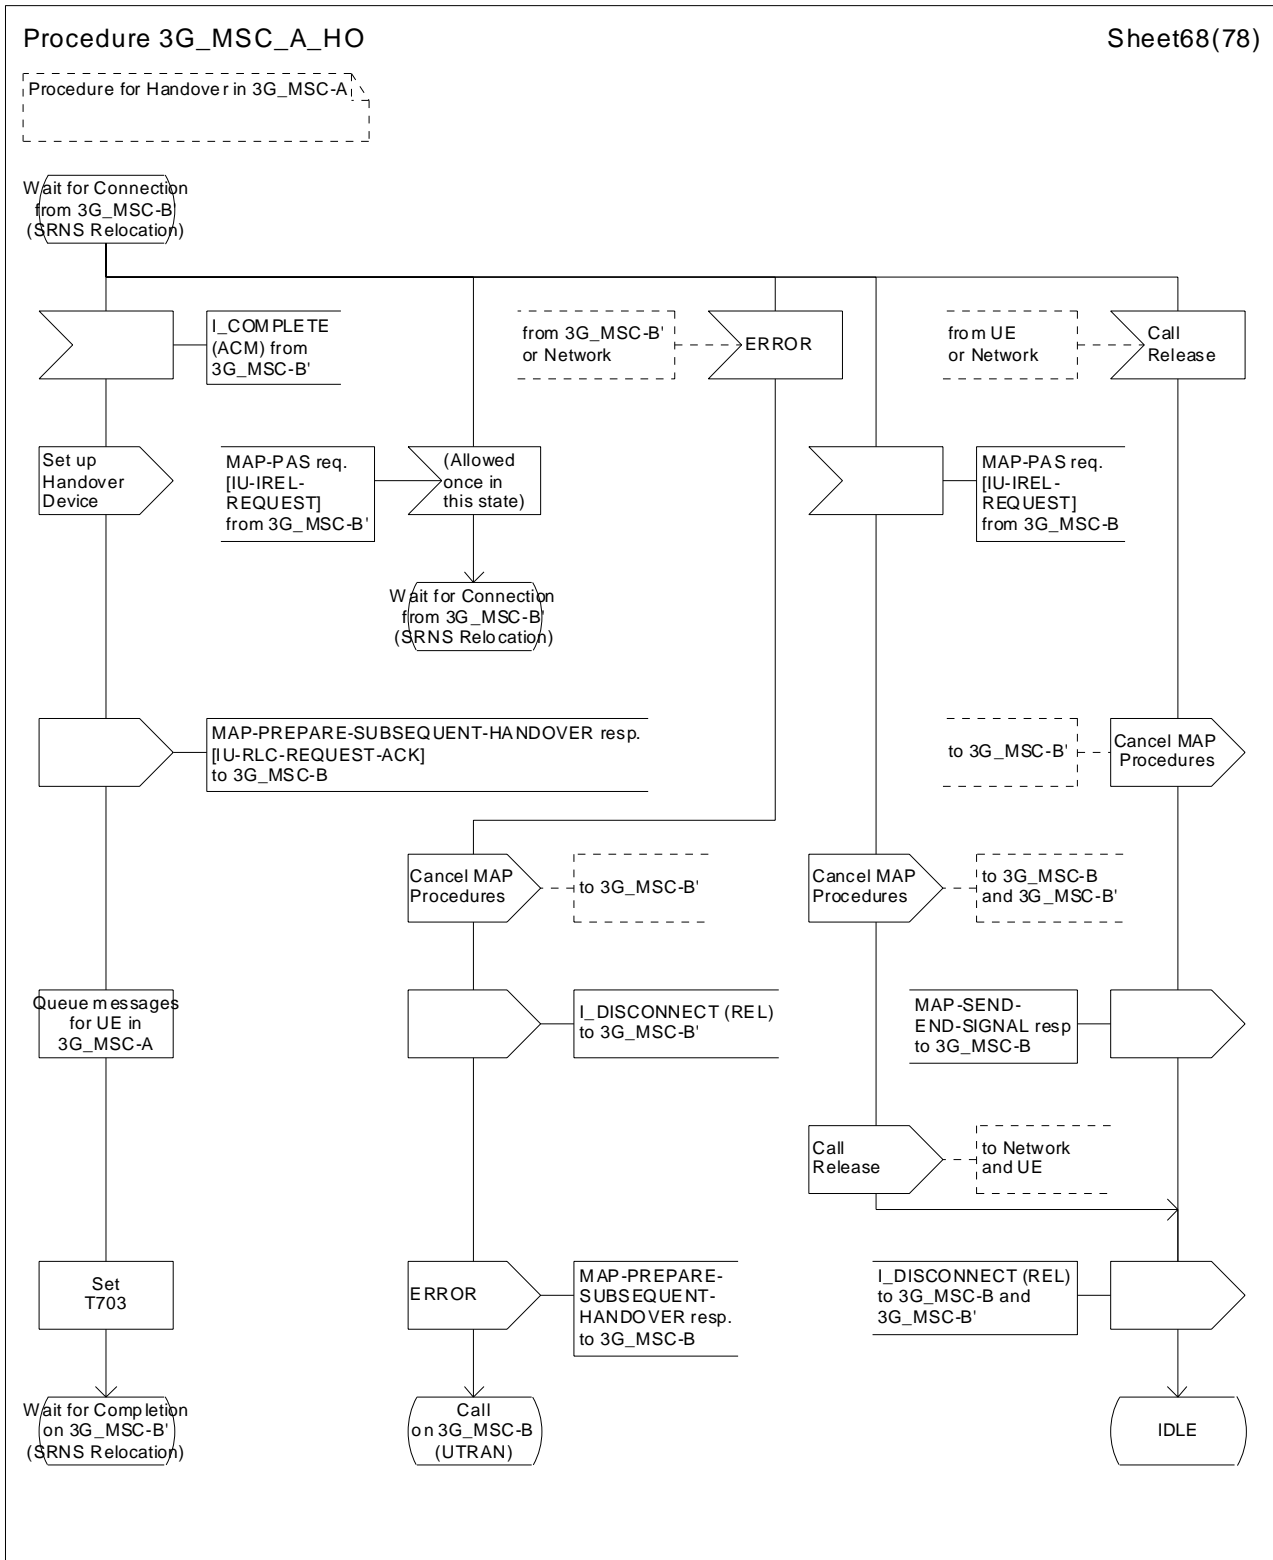 Procedure 3G_MSC_A_HO
Sheet68(78)
Procedure for Handover in 3G_MSC-A
Wait for Connection
from 3G_MSC-B'
(SRNS Relocation)
I_COMPLETE
(ACM) from
3G_MSC-B'
from 3G_MSC-B'
or Network
ERROR
from UE
or Network
Call
Release
Set up
Handover
Device
MAP-PAS req.
[IU-IREL-
REQUEST]
from 3G_MSC-B'
(Allowed
once in
this state)
MAP-PAS req.
[IU-IREL-
REQUEST]
from 3G_MSC-B
Wait for Connection
from 3G_MSC-B'
(SRNS Relocation)
MAP-PREPARE-SUBSEQUENT-HANDOVER resp.
[IU-RLC-REQUEST-ACK]
to 3G_MSC-B
to 3G_MSC-B'
Cancel MAP
Procedures
Cancel MAP
Procedures
to 3G_MSC-B'
Cancel MAP
Procedures
to 3G_MSC-B
and 3G_MSC-B'
Queue messages
for UE in
3G_MSC-A
I_DISCONNECT (REL)
to 3G_MSC-B'
MAP-SEND-
END-SIGNAL resp
to 3G_MSC-B
Call
Release
to Network
and UE
Set
T703
ERROR
MAP-PREPARE-
SUBSEQUENT-
HANDOVER resp.
to 3G_MSC-B
I_DISCONNECT (REL)
to 3G_MSC-B and
3G_MSC-B'
Wait for Completion
on 3G_MSC-B'
(SRNS Relocation)
Call
on 3G_MSC-B
(UTRAN)
IDLE